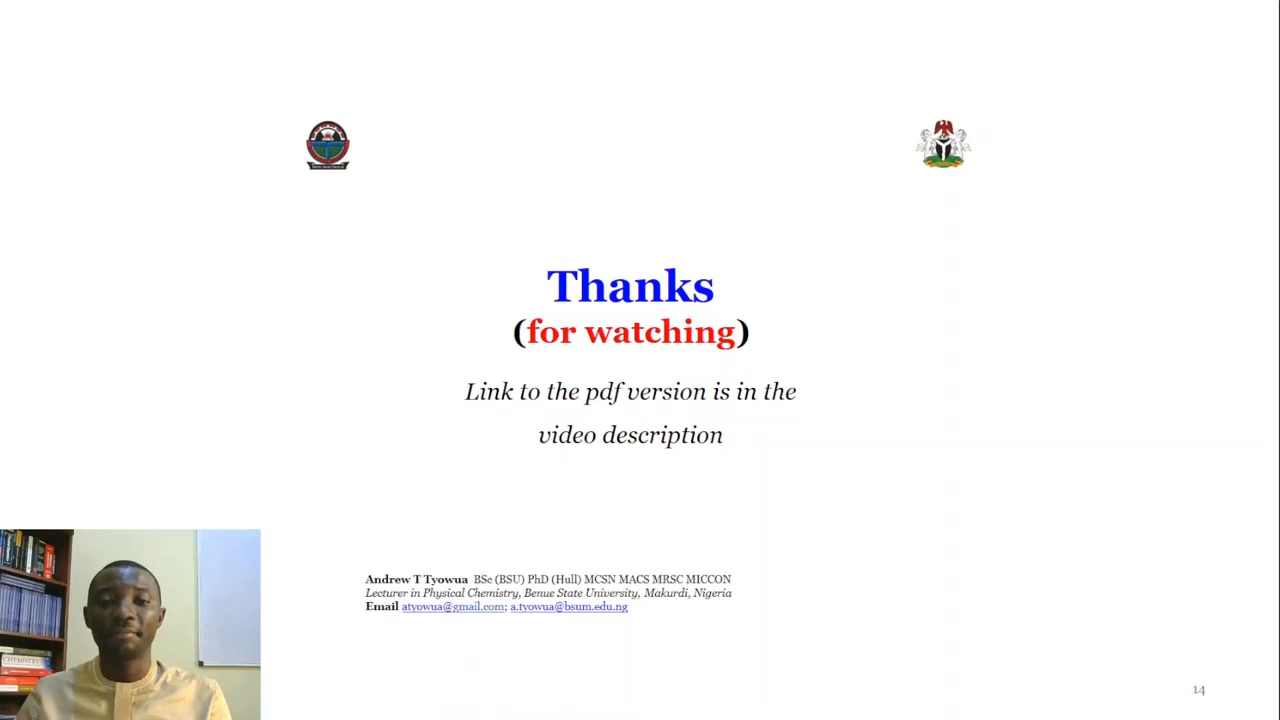 Thanks
(for watching)
Link to the pdf version is in the
video description
Andrew T Tyowua BSc (BSU) PhD (Hull) MCSN MACS MRSC MICCON
Lecturer in Physical Chemistry, Benue State University, Makurdi, Nigeria
Email atyowua@gmail.com; a.tyowua@bsum.edu.ng
CHEMISTRY
14